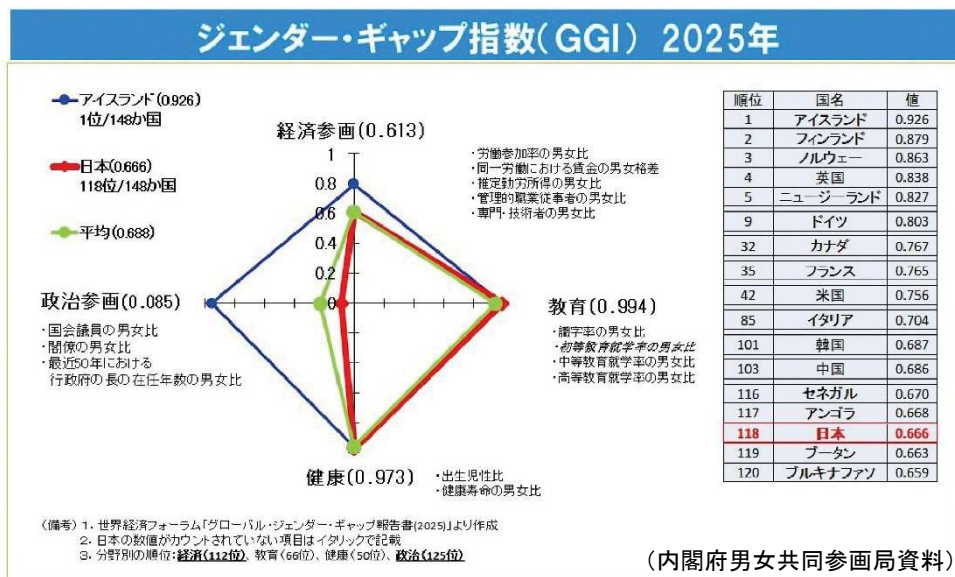 ジェンダー・ギャップ指数(GGI) 2025年
アイスランド(0.926)
1位/148か国
日本(0.666)
118位/148か国
平均(0.688)
経済参画(0.613)
・労働参加率の男女比
・同一労働における賃金の男女格差
・推定勤労所得の男女比
・管理的職業従事者の男女比
・専門・技術者の男女比
1
0.8
0.6
0.4
0.2
0
政治参画(0.085)
・国会議員の男女比
・閣僚の男女比
・最近50年における
行政府の長の在任年数の男女比
教育(0.994)
・識字率の男女比
・初等教育就学率の男女比
・中等教育就学率の男女比
・高等教育就学率の男女比
健康(0.973)
・出生児性比
・健康寿命の男女比
順位 国名 値
1 アイスランド 0.926
2 フィンランド 0.879
3 ノルウェー 0.863
4 英国 0.838
5 ニュージーランド 0.827
9 ドイツ 0.803
32 カナダ 0.767
35 フランス 0.765
42 米国 0.756
85 イタリア 0.704
101 韓国 0.687
103 中国 0.686
116 セネガル 0.670
117 アンゴラ 0.668
118 日本 0.666
119 ブータン 0.663
120 ブルキナファソ 0.659
(備考) 1. 世界経済フォーラム「グローバル・ジェンダー・ギャップ報告書(2025)」より作成
2. 日本の数値がカウントされていない項目はイタリックで記載
3. 分野別の順位:経済(112位)、教育(66位)、健康(50位)、政治(125位)
(内閣府男女共同参画局資料)